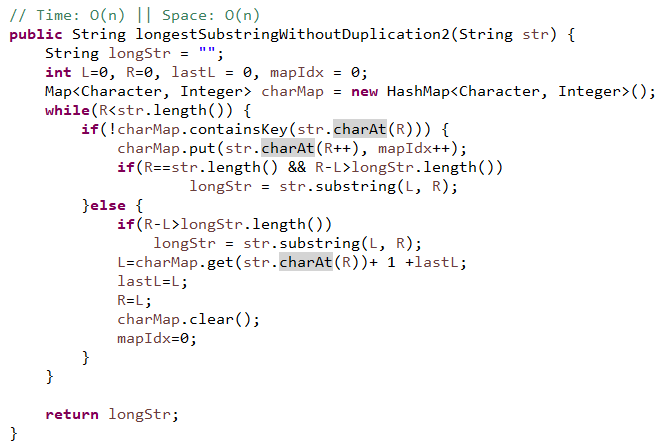 // Time: O(n) || Space: O(n)
public String longestSubstringWithoutDuplication2(String str) {
    String longStr = "";
    int L=0, R=0, lastL = 0, mapIdx = 0;
    Map<Character, Integer> charMap = new HashMap<Character, Integer>();
    while(R<str.length()) {
        if(!charMap.containsKey(str.charAt(R))) {
            charMap.put(str.charAt(R++), mapIdx++);
            if(R==str.length() && R-L>longStr.length())
                    longStr = str.substring(L, R);
        }else {
            if(R-L>longStr.length())
                longStr = str.substring(L, R);
            L=charMap.get(str.charAt(R))+ 1 +lastL;
            lastL=L;
            R=L;
            charMap.clear();
            mapIdx=0;
        }
    }

    return longStr;
}